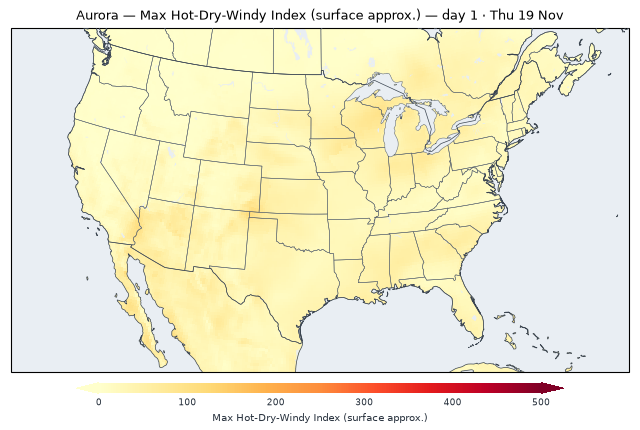 Aurora — Max Hot-Dry-Windy Index (surface approx.) — day 1 · Thu 19 Nov
0 100 200 300 400 500
Max Hot-Dry-Windy Index (surface approx.)